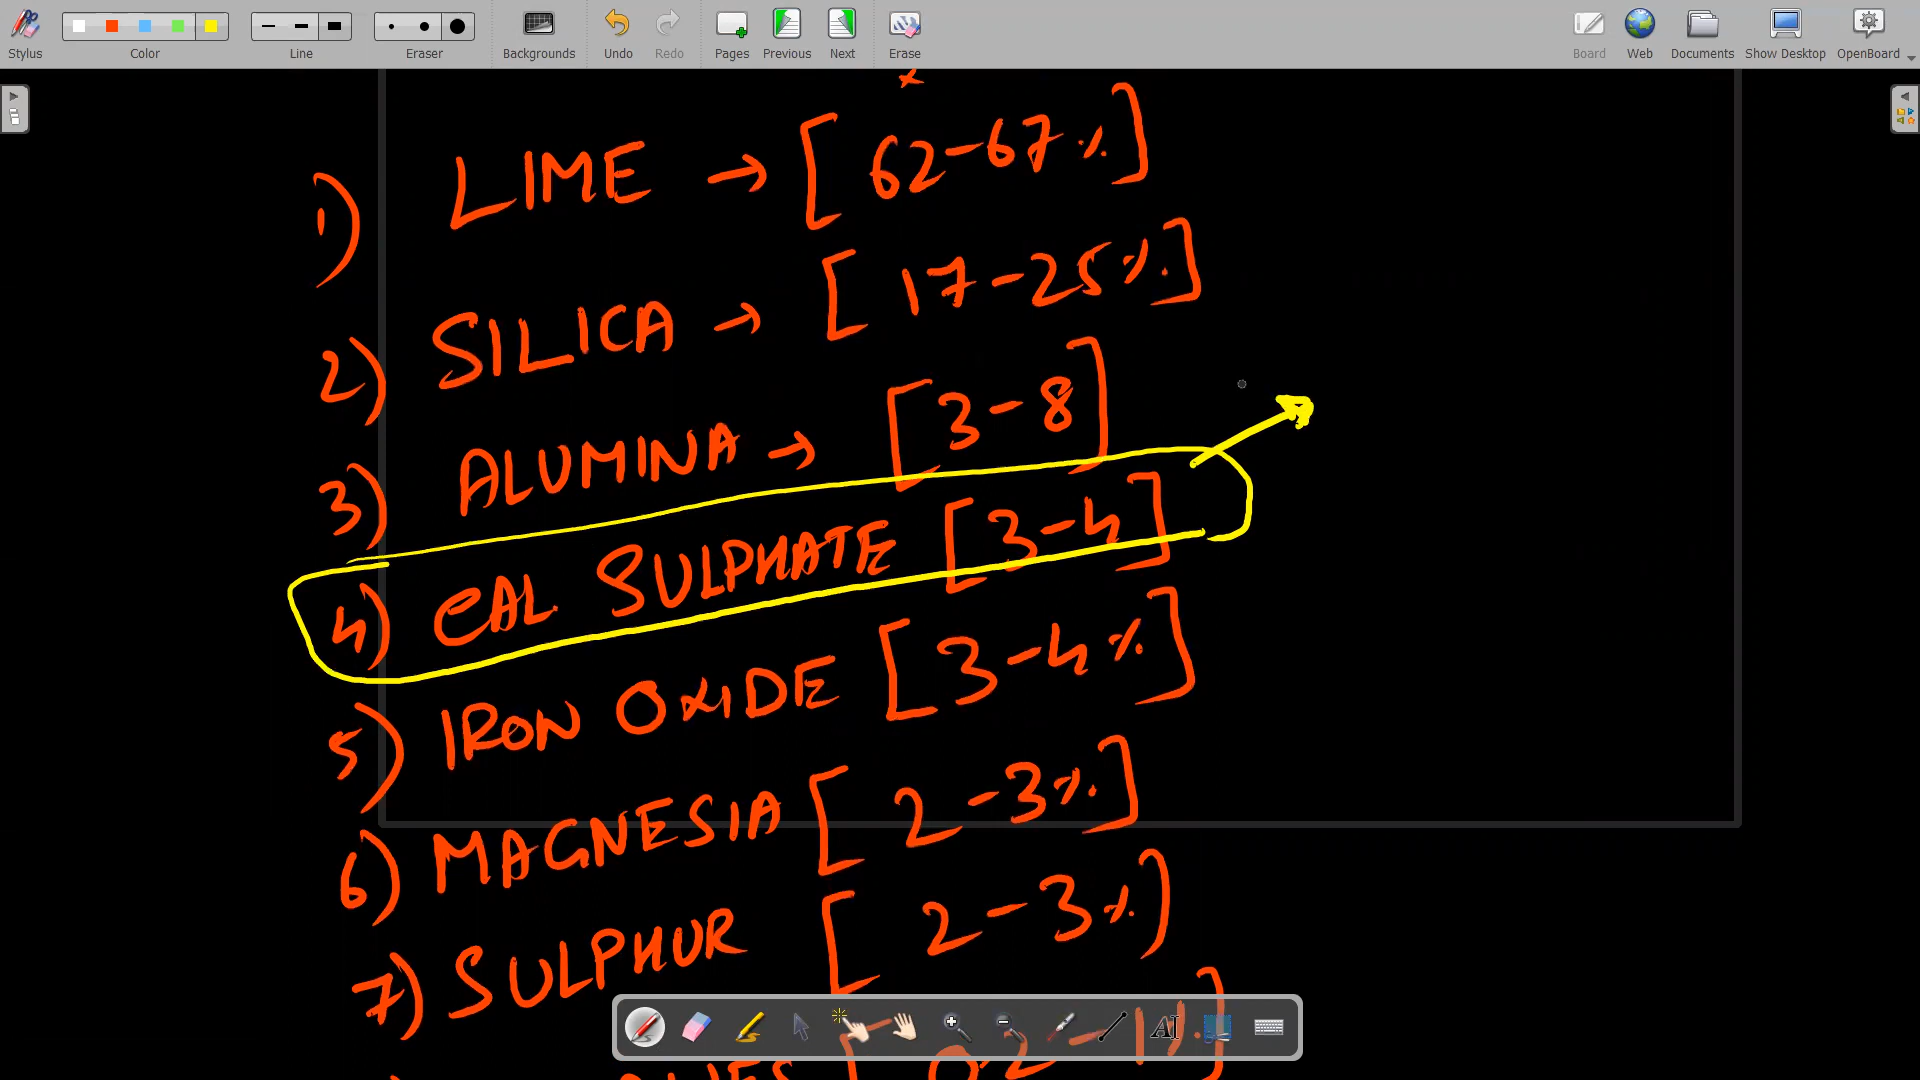 Stylus Color Line Eraser Backgrounds Undo Redo Pages Previous Next Erase Board Web Documents Show Desktop OpenBoard
1) LIME → [62-67%]
2) SILICA → [17-25%]
3) ALUMINA → [3-8]
4) CAL SULPHATE [3-4]
5) IRON OXIDE [3-4%]
6) MAGNESIA [2-3%]
7) SULPHUR [2-3%)